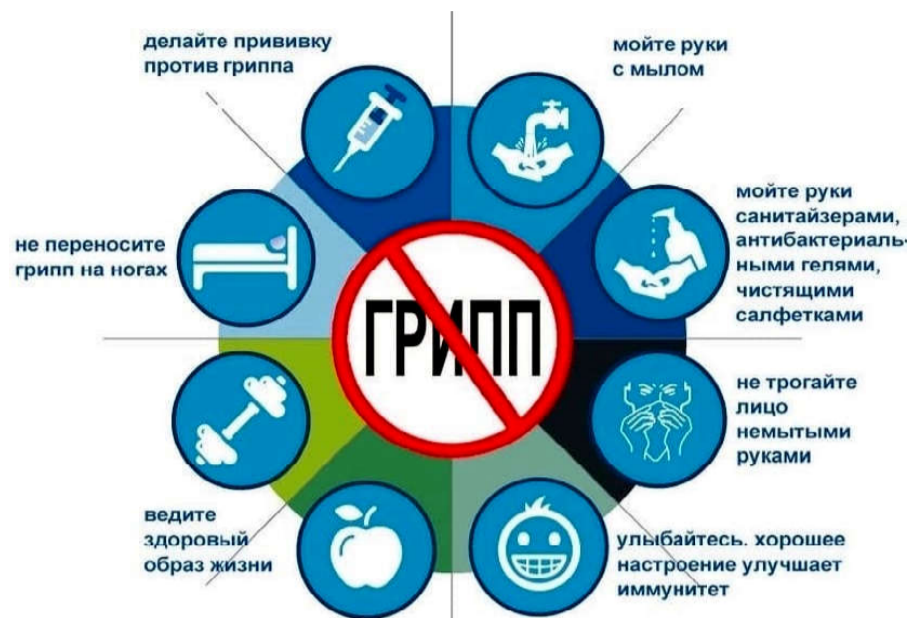 делайте прививку
против гриппа
мойте руки
с мылом
мойте руки
санитайзерами,
антибактериаль-
ными гелями,
чистящими
салфетками
не переносите
грипп на ногах
ГРИПП
не трогайте
лицо
немытыми
руками
ведите
здоровый
образ жизни
улыбайтесь. хорошее
настроение улучшает
иммунитет